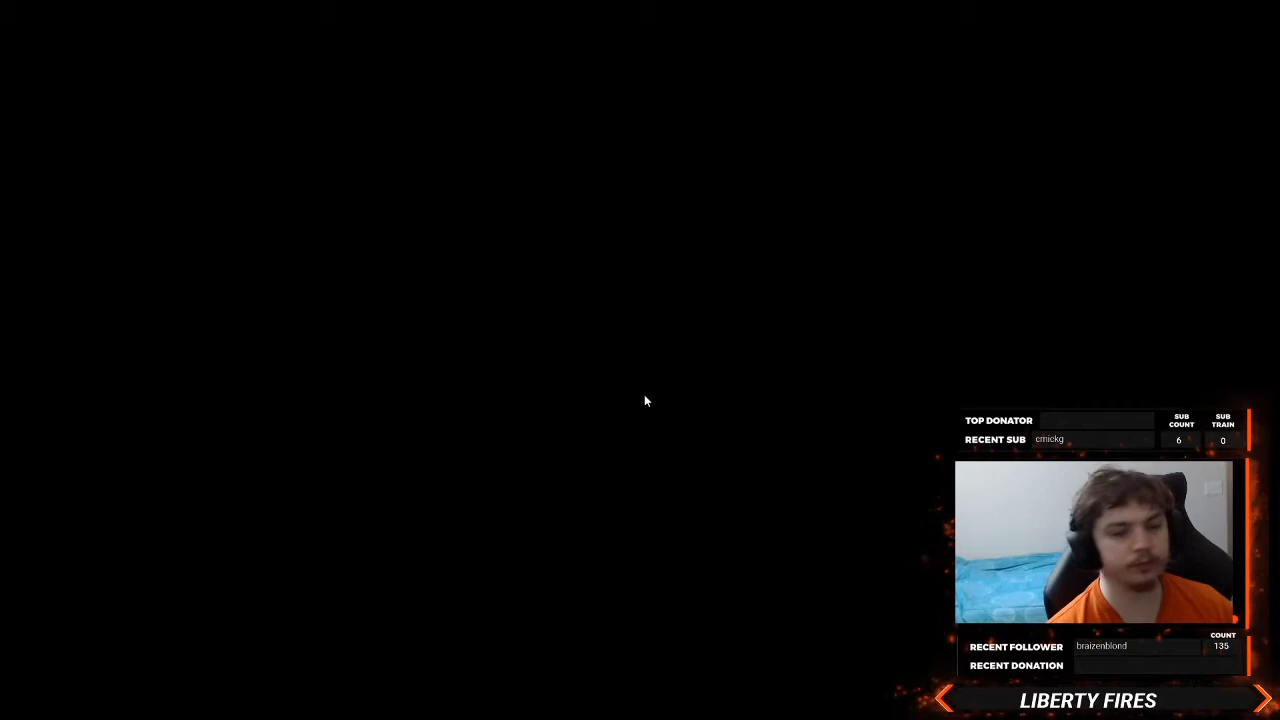 TOP DONATOR
SUB COUNT
SUB TRAIN
RECENT SUB cmickg 6 0
COUNT
RECENT FOLLOWER braizenblond 135
RECENT DONATION
LIBERTY FIRES